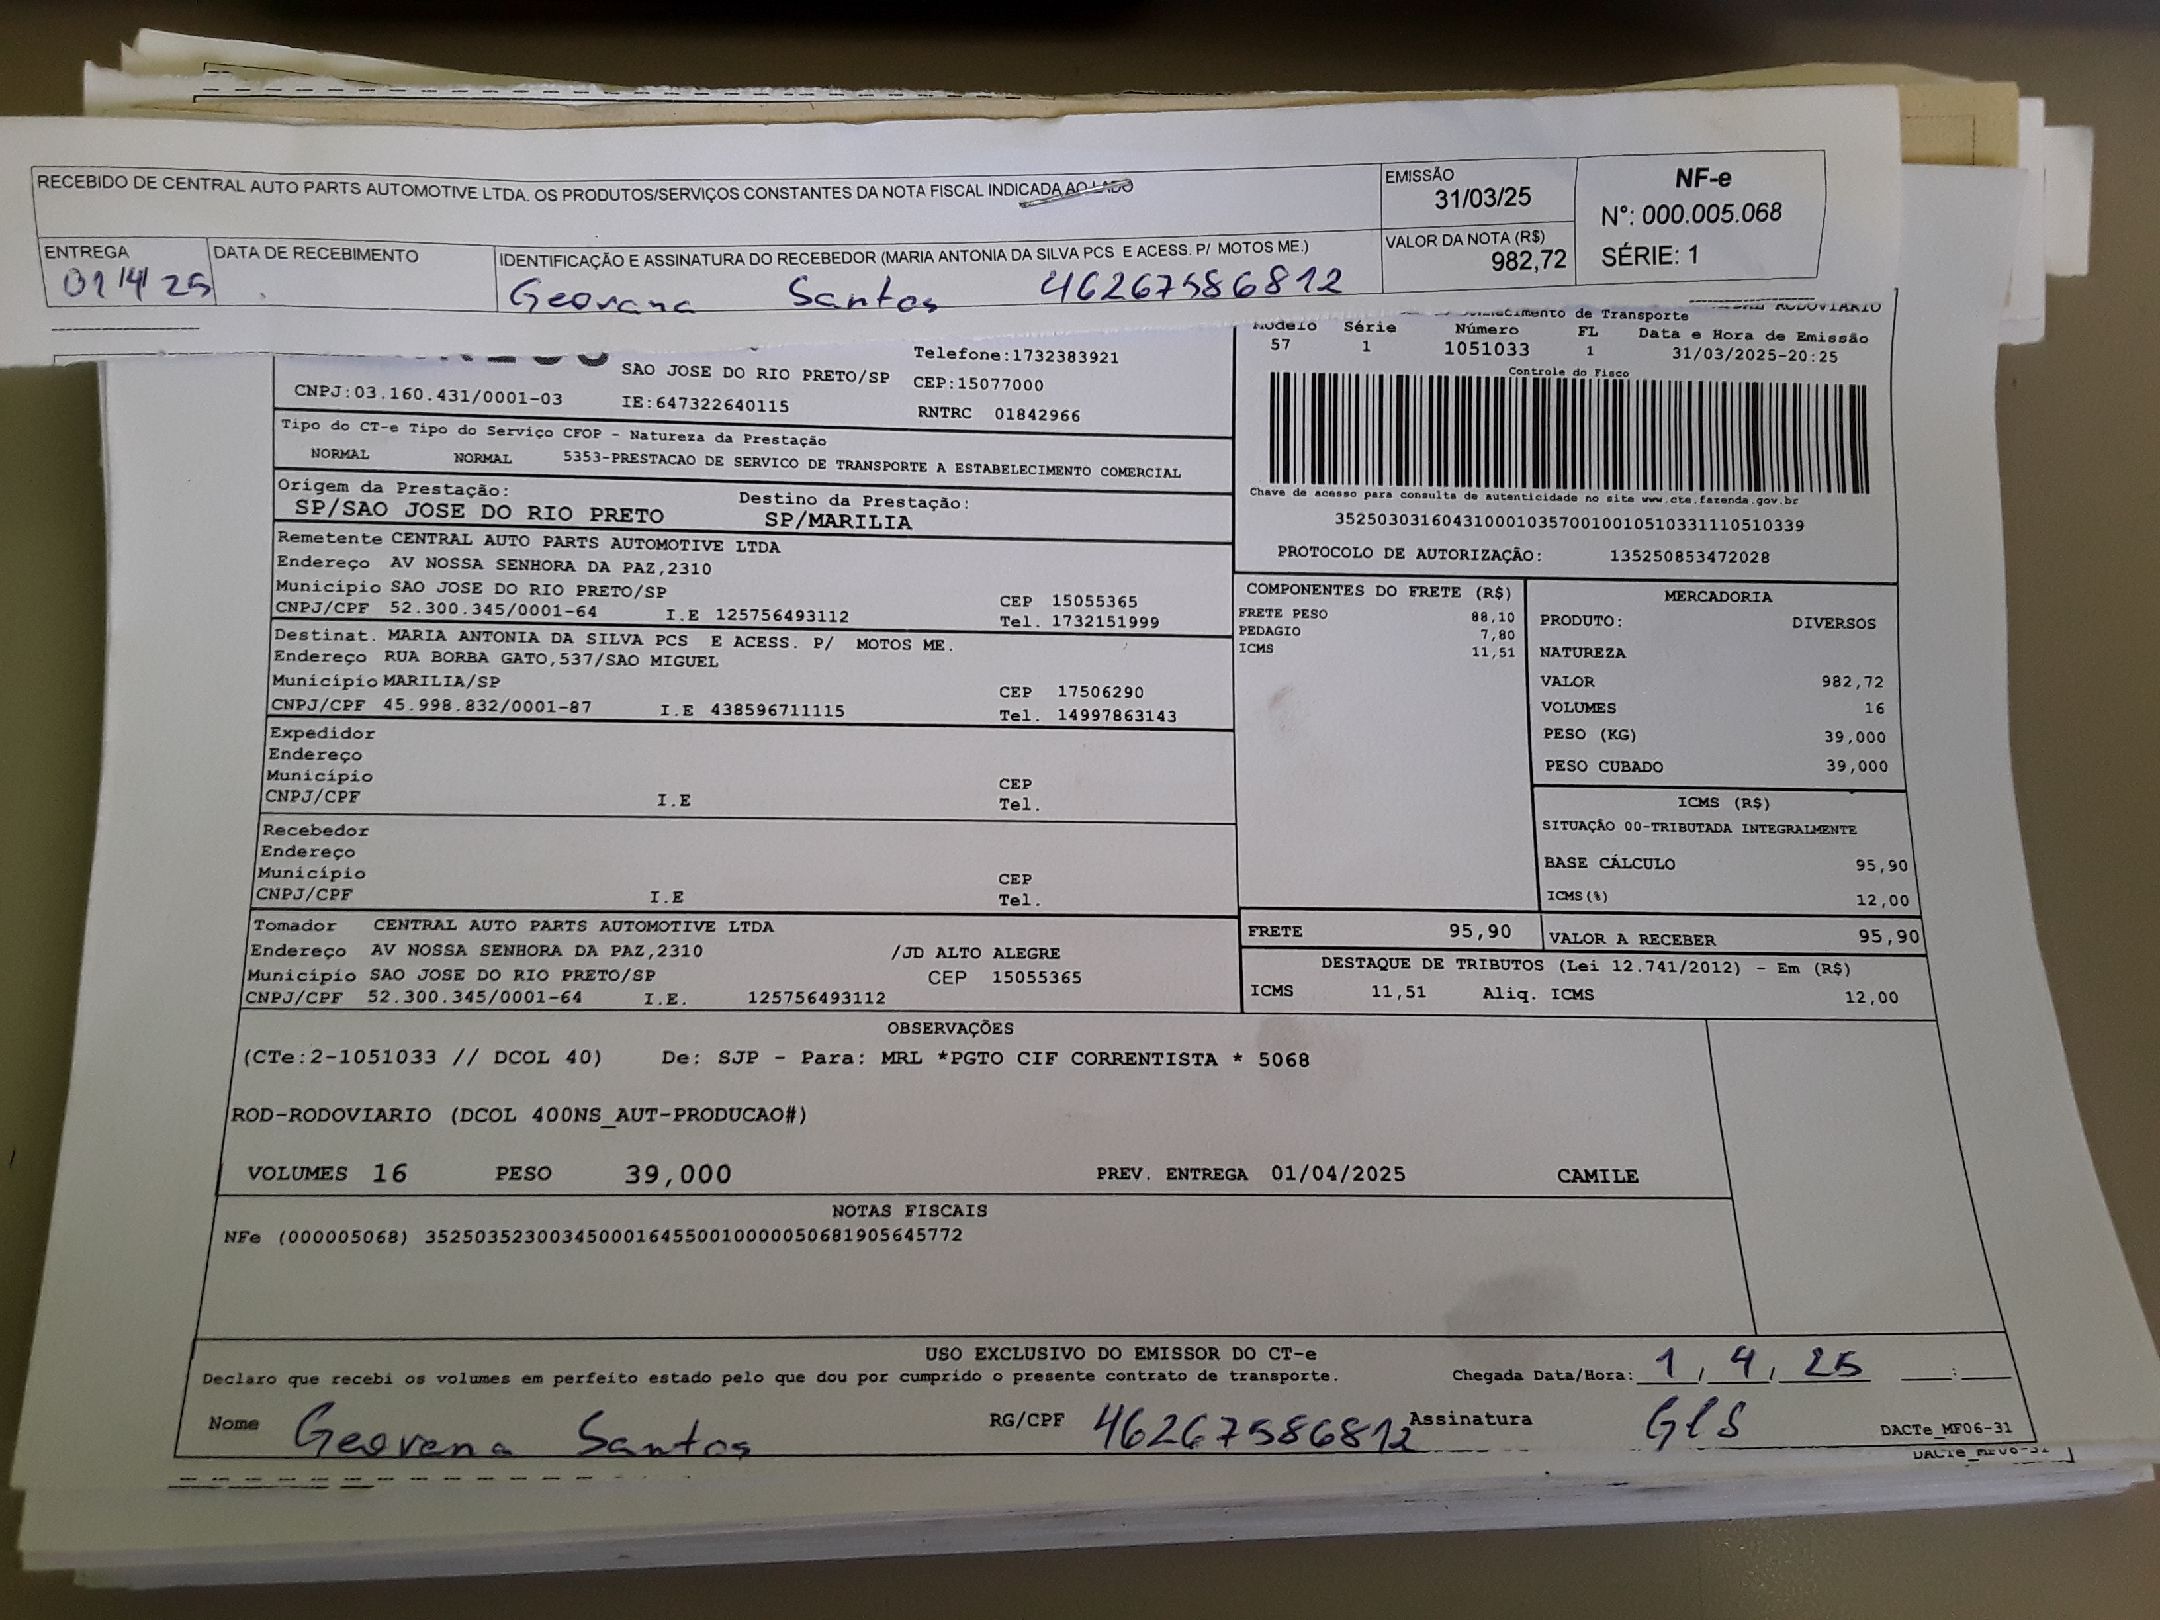 RECEBIDO DE CENTRAL AUTO PARTS AUTOMOTIVE LTDA. OS PRODUTOS/SERVIÇOS CONSTANTES DA NOTA FISCAL INDICADA AO LADO
EMISSÃO
31/03/25
NF-e
N°: 000.005.068
SÉRIE: 1
ENTREGA
01/4/25
DATA DE RECEBIMENTO
IDENTIFICAÇÃO E ASSINATURA DO RECEBEDOR (MARIA ANTONIA DA SILVA PCS E ACESS. P/ MOTOS ME.)
Geovana Santos 46267586812
VALOR DA NOTA (R$)
982,72
Telefone:1732383921
SAO JOSE DO RIO PRETO/SP CEP:15077000
CNPJ:03.160.431/0001-03 IE:647322640115 RNTRC 01842966
de Transporte
Modelo Série Número FL Data e Hora de Emissão
57 1 1051033 1 31/03/2025-20:25
Controle do Fisco
Chave de acesso para consulta de autenticidade no site www.cte.fazenda.gov.br
35250303160431000103570010010510331110510339
PROTOCOLO DE AUTORIZAÇÃO: 135250853472028
Tipo do CT-e Tipo do Serviço CFOP - Natureza da Prestação
NORMAL NORMAL 5353-PRESTACAO DE SERVICO DE TRANSPORTE A ESTABELECIMENTO COMERCIAL
Origem da Prestação: Destino da Prestação:
SP/SAO JOSE DO RIO PRETO SP/MARILIA
Remetente CENTRAL AUTO PARTS AUTOMOTIVE LTDA
Endereço AV NOSSA SENHORA DA PAZ,2310
Município SAO JOSE DO RIO PRETO/SP CEP 15055365
CNPJ/CPF 52.300.345/0001-64 I.E 125756493112 Tel. 1732151999
Destinat. MARIA ANTONIA DA SILVA PCS E ACESS. P/ MOTOS ME.
Endereço RUA BORBA GATO,537/SAO MIGUEL
Município MARILIA/SP CEP 17506290
CNPJ/CPF 45.998.832/0001-87 I.E 438596711115 Tel. 14997863143
Expedidor
Endereço
Município CEP
CNPJ/CPF I.E Tel.
Recebedor
Endereço
Município CEP
CNPJ/CPF I.E Tel.
Tomador CENTRAL AUTO PARTS AUTOMOTIVE LTDA
Endereço AV NOSSA SENHORA DA PAZ,2310 /JD ALTO ALEGRE
Município SAO JOSE DO RIO PRETO/SP CEP 15055365
CNPJ/CPF 52.300.345/0001-64 I.E. 125756493112
COMPONENTES DO FRETE (R$)
FRETE PESO 88,10
PEDAGIO 7,80
ICMS 11,51
MERCADORIA
PRODUTO: DIVERSOS
NATUREZA
VALOR 982,72
VOLUMES 16
PESO (KG) 39,000
PESO CUBADO 39,000
ICMS (R$)
SITUAÇÃO 00-TRIBUTADA INTEGRALMENTE
BASE CÁLCULO 95,90
ICMS(%) 12,00
FRETE 95,90 VALOR A RECEBER 95,90
DESTAQUE DE TRIBUTOS (Lei 12.741/2012) - Em (R$)
ICMS 11,51 Aliq. ICMS 12,00
OBSERVAÇÕES
(CTe:2-1051033 // DCOL 40) De: SJP - Para: MRL *PGTO CIF CORRENTISTA * 5068
ROD-RODOVIARIO (DCOL 400NS_AUT-PRODUCAO#)
VOLUMES 16 PESO 39,000 PREV. ENTREGA 01/04/2025 CAMILE
NOTAS FISCAIS
NFe (000005068) 35250352300345000164550010000050681905645772
USO EXCLUSIVO DO EMISSOR DO CT-e
Declaro que recebi os volumes em perfeito estado pelo que dou por cumprido o presente contrato de transporte. Chegada Data/Hora: 1 / 4 / 25 __:__
Nome Geovana Santos RG/CPF 46267586812 Assinatura GlS DACTe_MF06-31